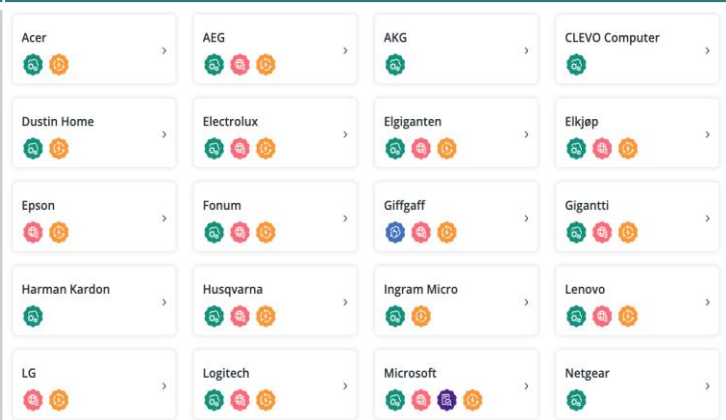 Acer
AEG
AKG
CLEVO Computer
Dustin Home
Electrolux
Elgiganten
Elkjøp
Epson
Fonum
Giffgaff
Gigantti
Harman Kardon
Husqvarna
Ingram Micro
Lenovo
LG
Logitech
Microsoft
Netgear